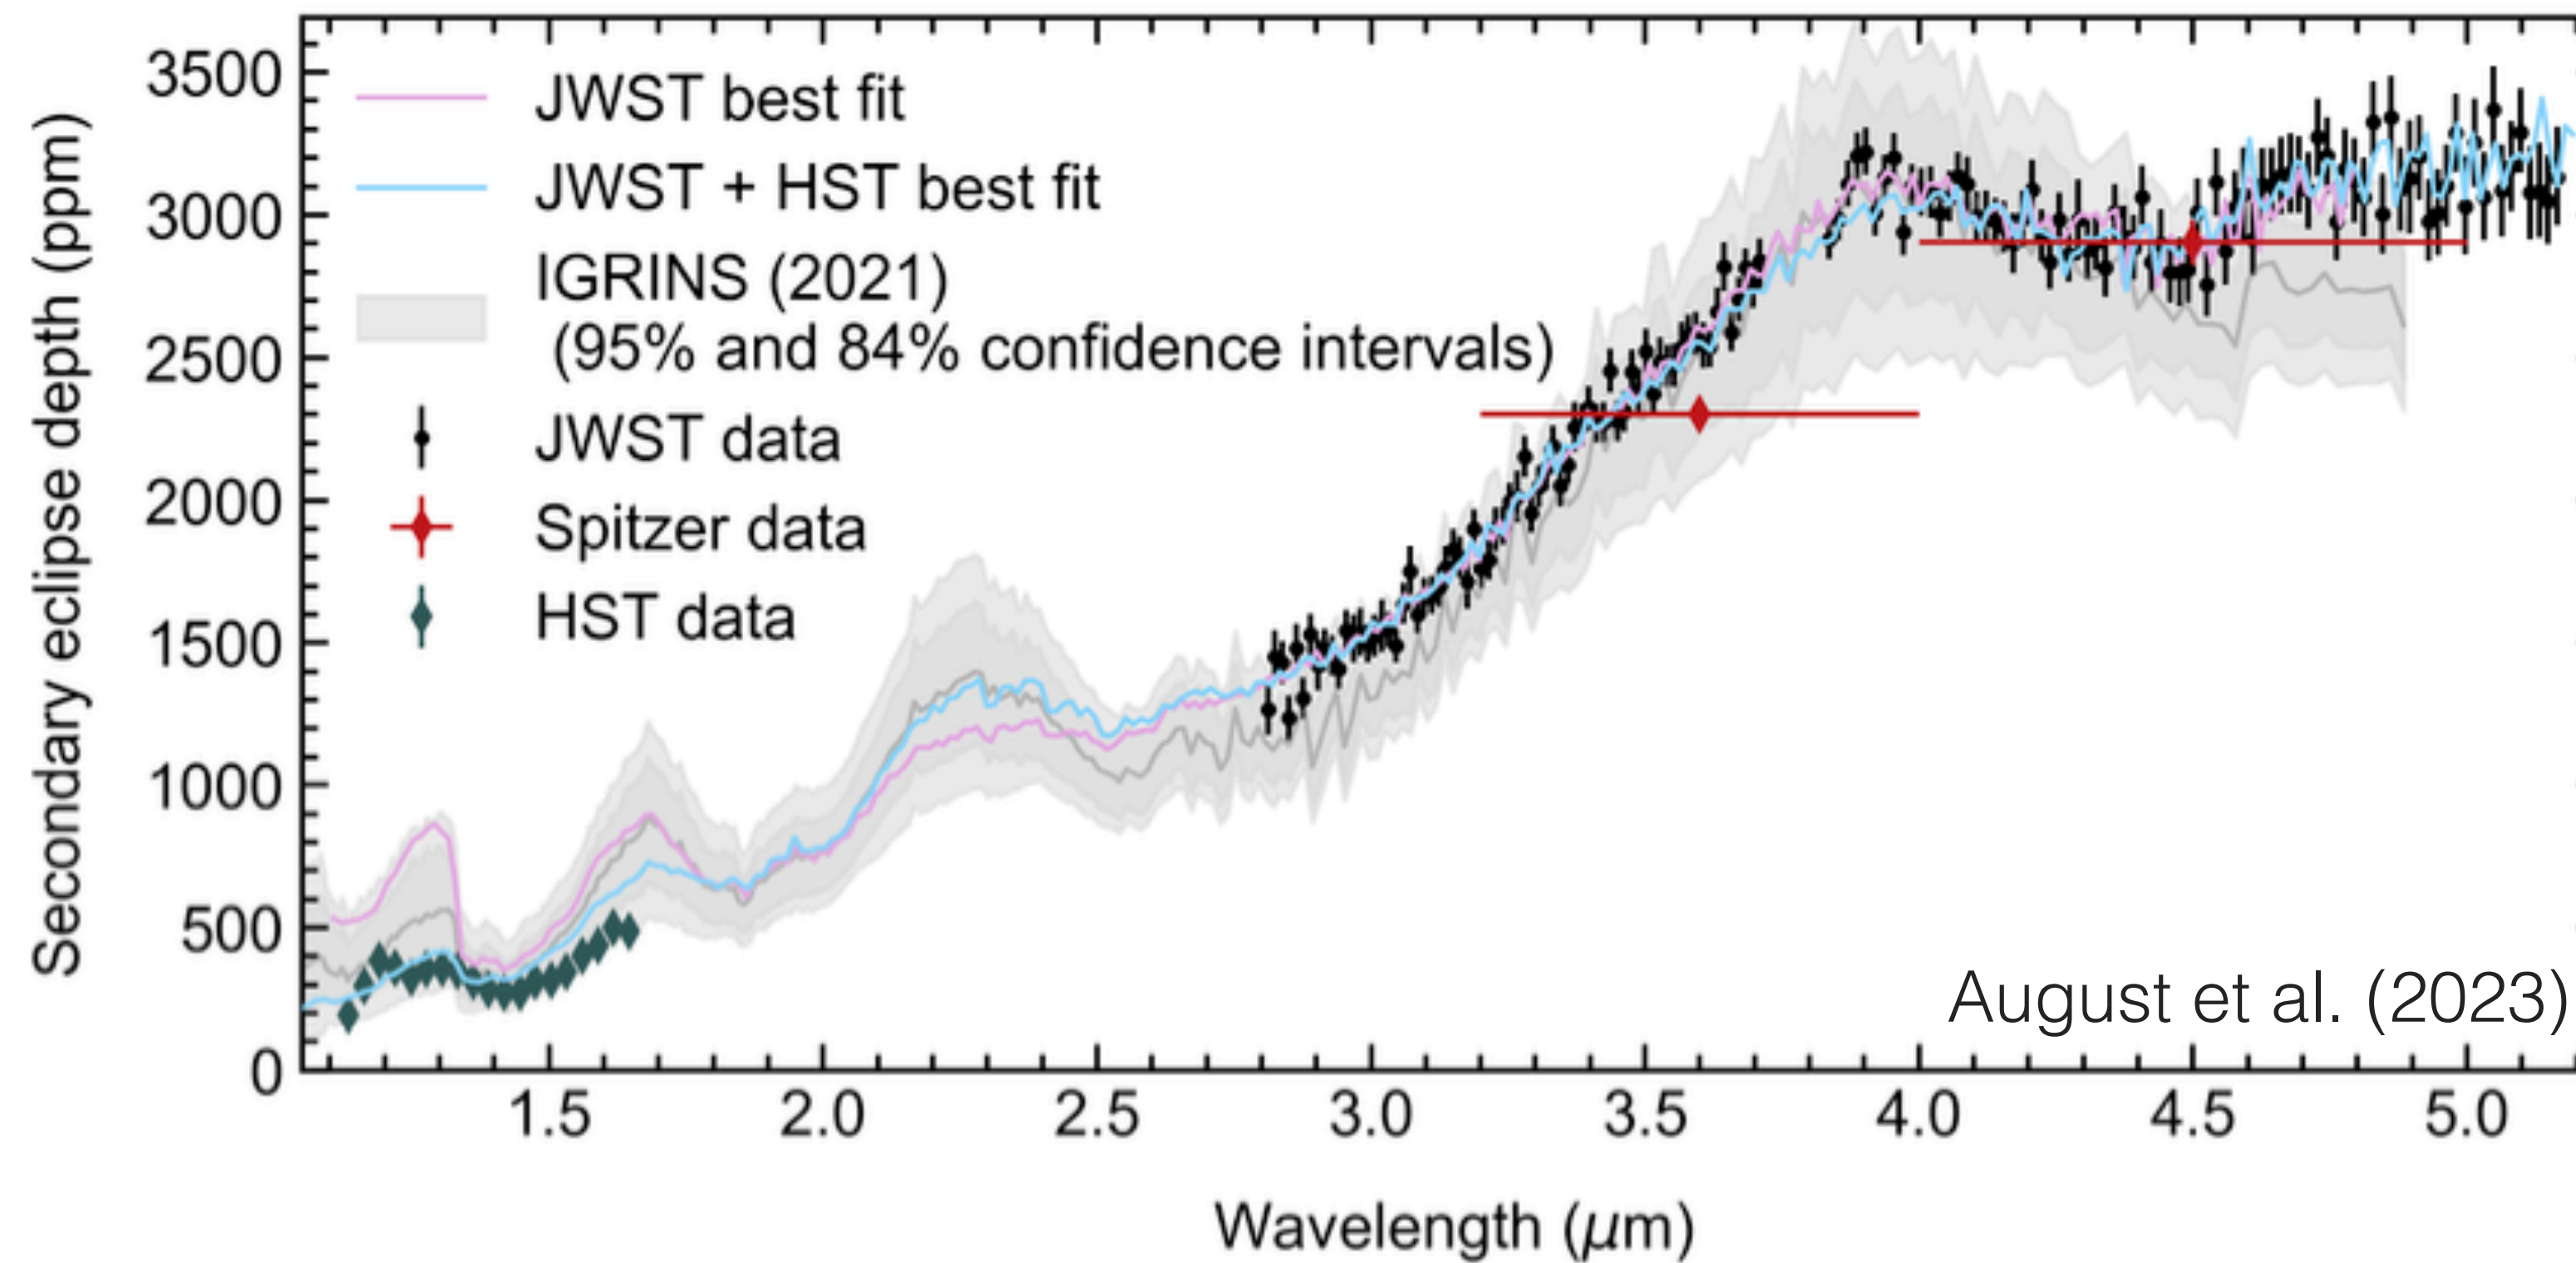 Secondary eclipse depth (ppm)
3500
3000
2500
2000
1500
1000
500
0
JWST best fit
JWST + HST best fit
IGRINS (2021)
(95% and 84% confidence intervals)
JWST data
Spitzer data
HST data
August et al. (2023)
1.5 2.0 2.5 3.0 3.5 4.0 4.5 5.0
Wavelength (μm)